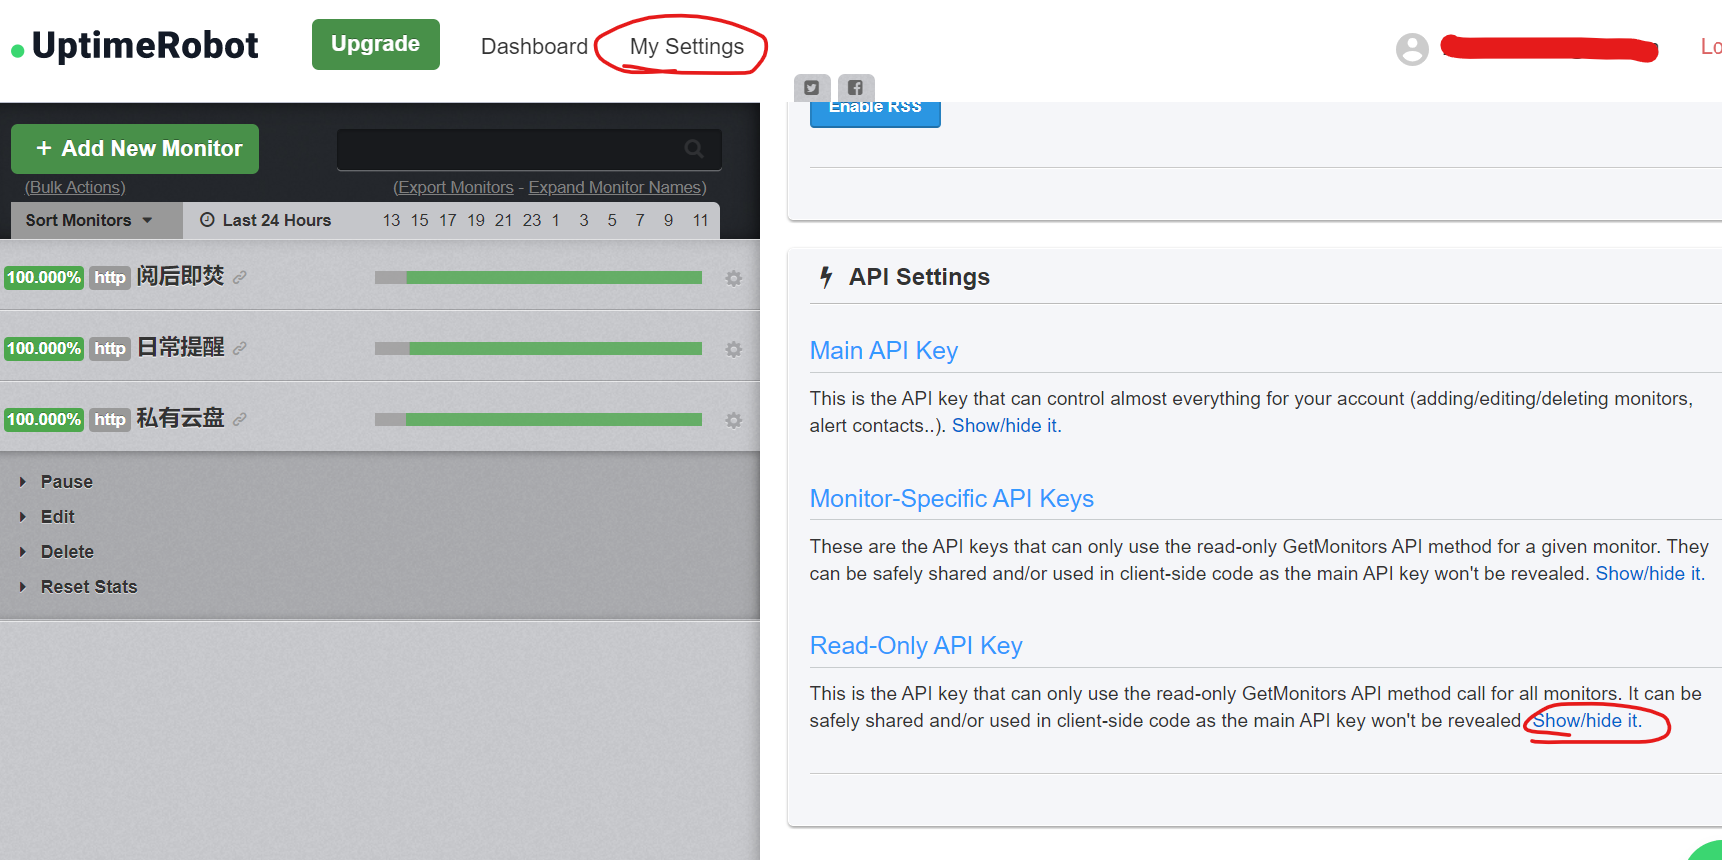 UptimeRobot
Upgrade
Dashboard
My Settings
Lo
Enable RSS
+ Add New Monitor
(Bulk Actions)
(Export Monitors - Expand Monitor Names)
Sort Monitors
Last 24 Hours
13 15 17 19 21 23 1 3 5 7 9 11
100.000% http 阅后即焚
100.000% http 日常提醒
100.000% http 私有云盘
Pause
Edit
Delete
Reset Stats
API Settings
Main API Key
This is the API key that can control almost everything for your account (adding/editing/deleting monitors,
alert contacts..). Show/hide it.
Monitor-Specific API Keys
These are the API keys that can only use the read-only GetMonitors API method for a given monitor. They
can be safely shared and/or used in client-side code as the main API key won't be revealed. Show/hide it.
Read-Only API Key
This is the API key that can only use the read-only GetMonitors API method call for all monitors. It can be
safely shared and/or used in client-side code as the main API key won't be revealed. Show/hide it.